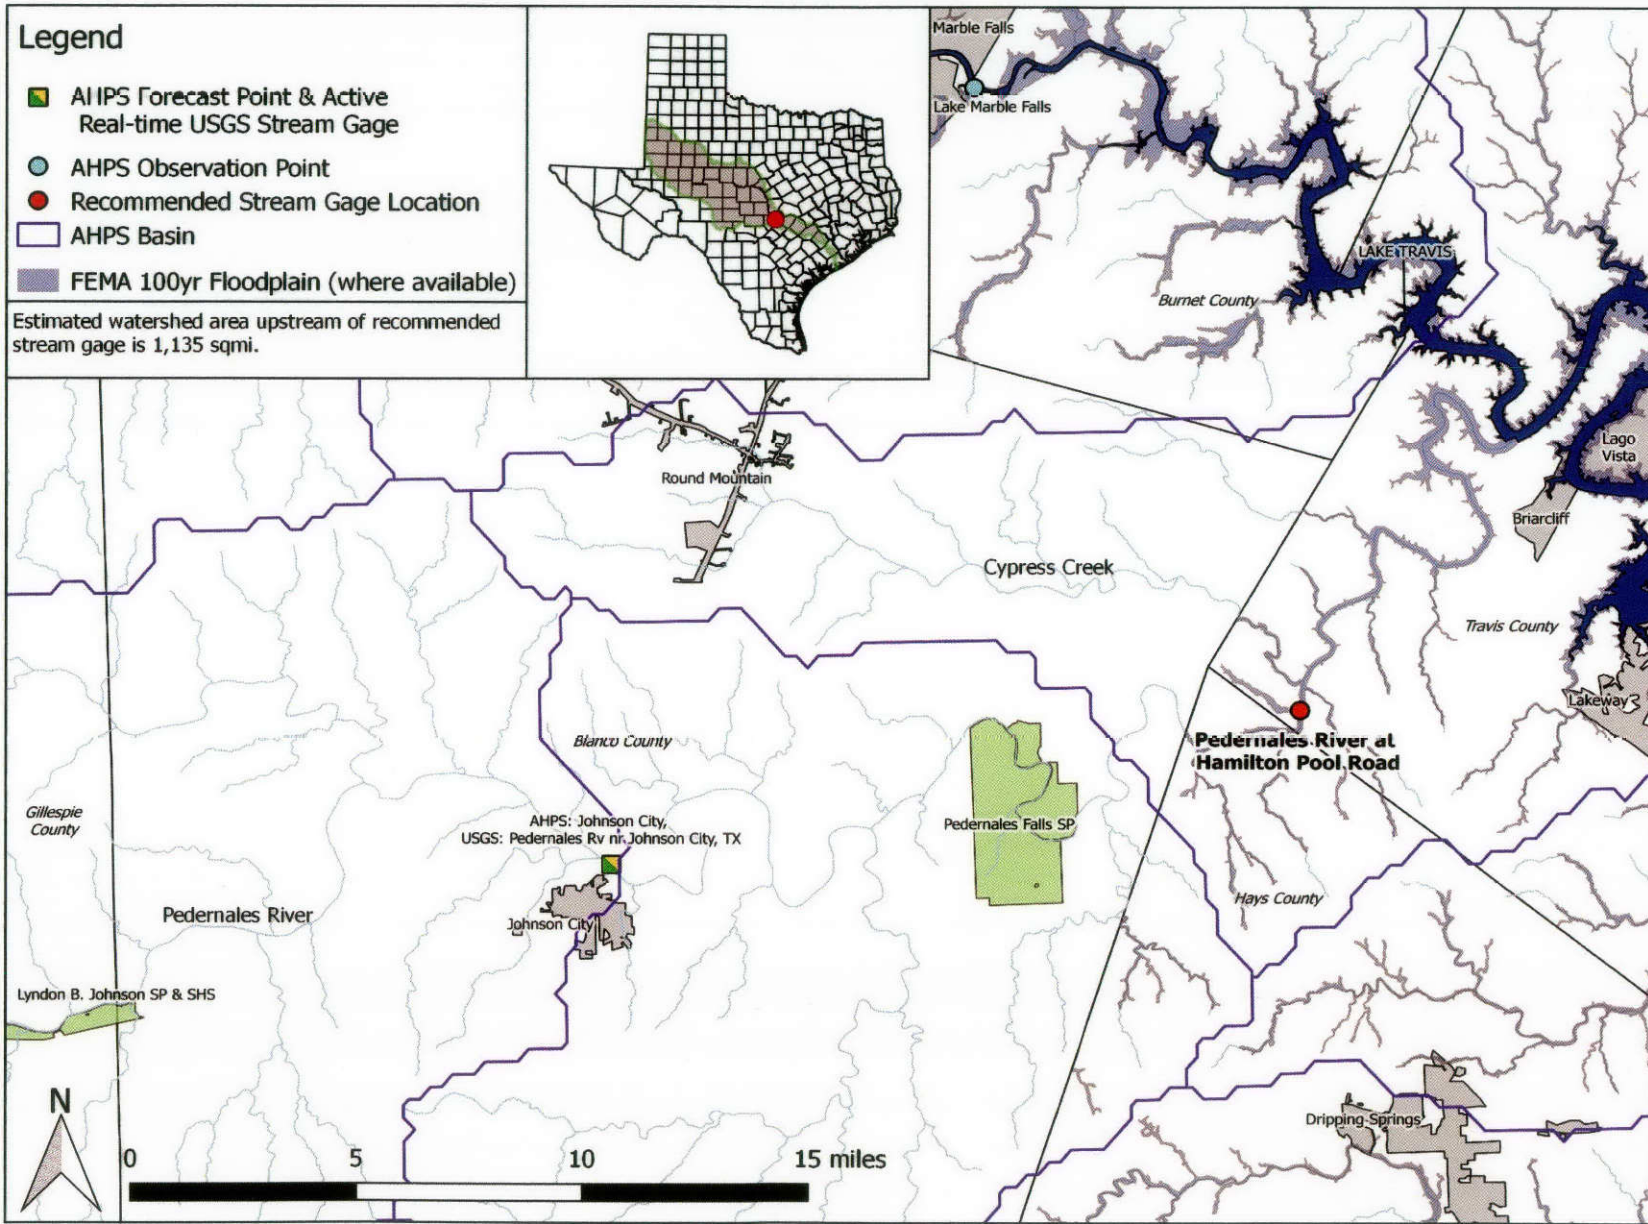 Legend
AHPS Forecast Point & Active
Real-time USGS Stream Gage
AHPS Observation Point
Recommended Stream Gage Location
AHPS Basin
FEMA 100yr Floodplain (where available)
Estimated watershed area upstream of recommended
stream gage is 1,135 sqmi.
Marble Falls
Lake Marble Falls
LAKE TRAVIS
Burnet County
Lago
Vista
Round Mountain
Briarcliff
Cypress Creek
Travis County
Lakeway
Pedernales River at
Hamilton Pool Road
Blanco County
Gillespie
County
AHPS: Johnson City,
USGS: Pedernales Rv nr Johnson City, TX
Pedernales Falls SP
Hays County
Pedernales River
Johnson City
Lyndon B. Johnson SP & SHS
N
Dripping Springs
0 5 10 15 miles